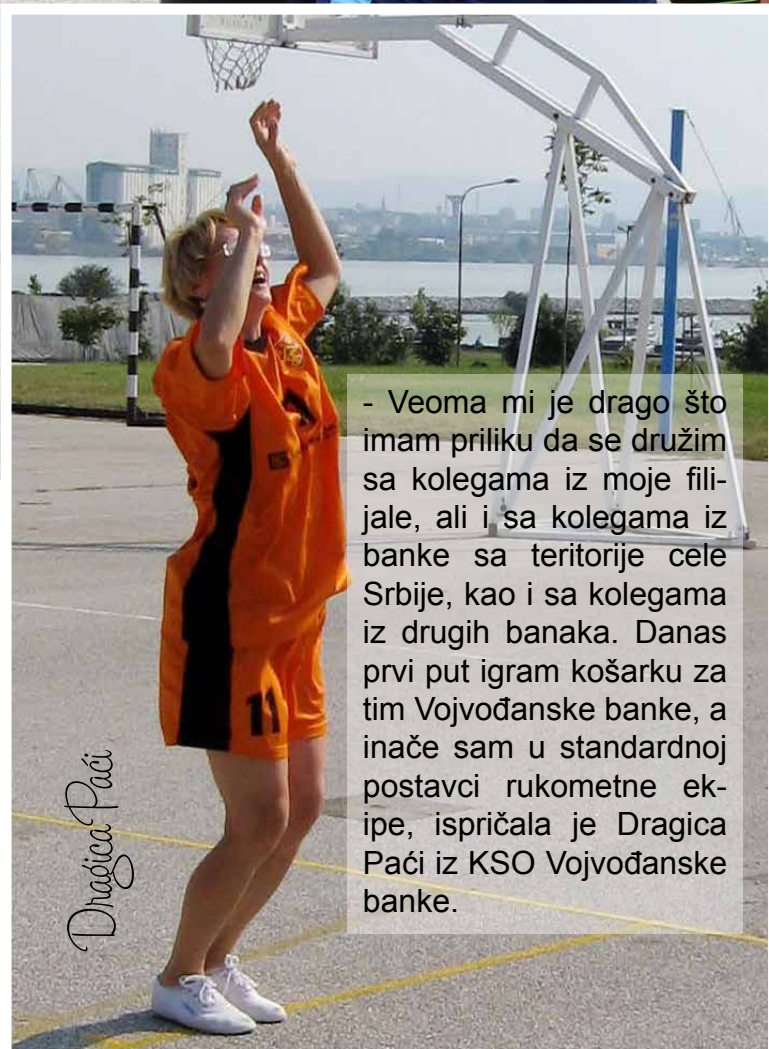 - Veoma mi je drago što
imam priliku da se družim
sa kolegama iz moje fili-
jale, ali i sa kolegama iz
banke sa teritorije cele
Srbije, kao i sa kolegama
iz drugih banaka. Danas
prvi put igram košarku za
tim Vojvođanske banke, a
inače sam u standardnoj
postavci rukometne ek-
ipe, ispričala je Dragica
Paći iz KSO Vojvođanske
banke.
Dragica Paći
11